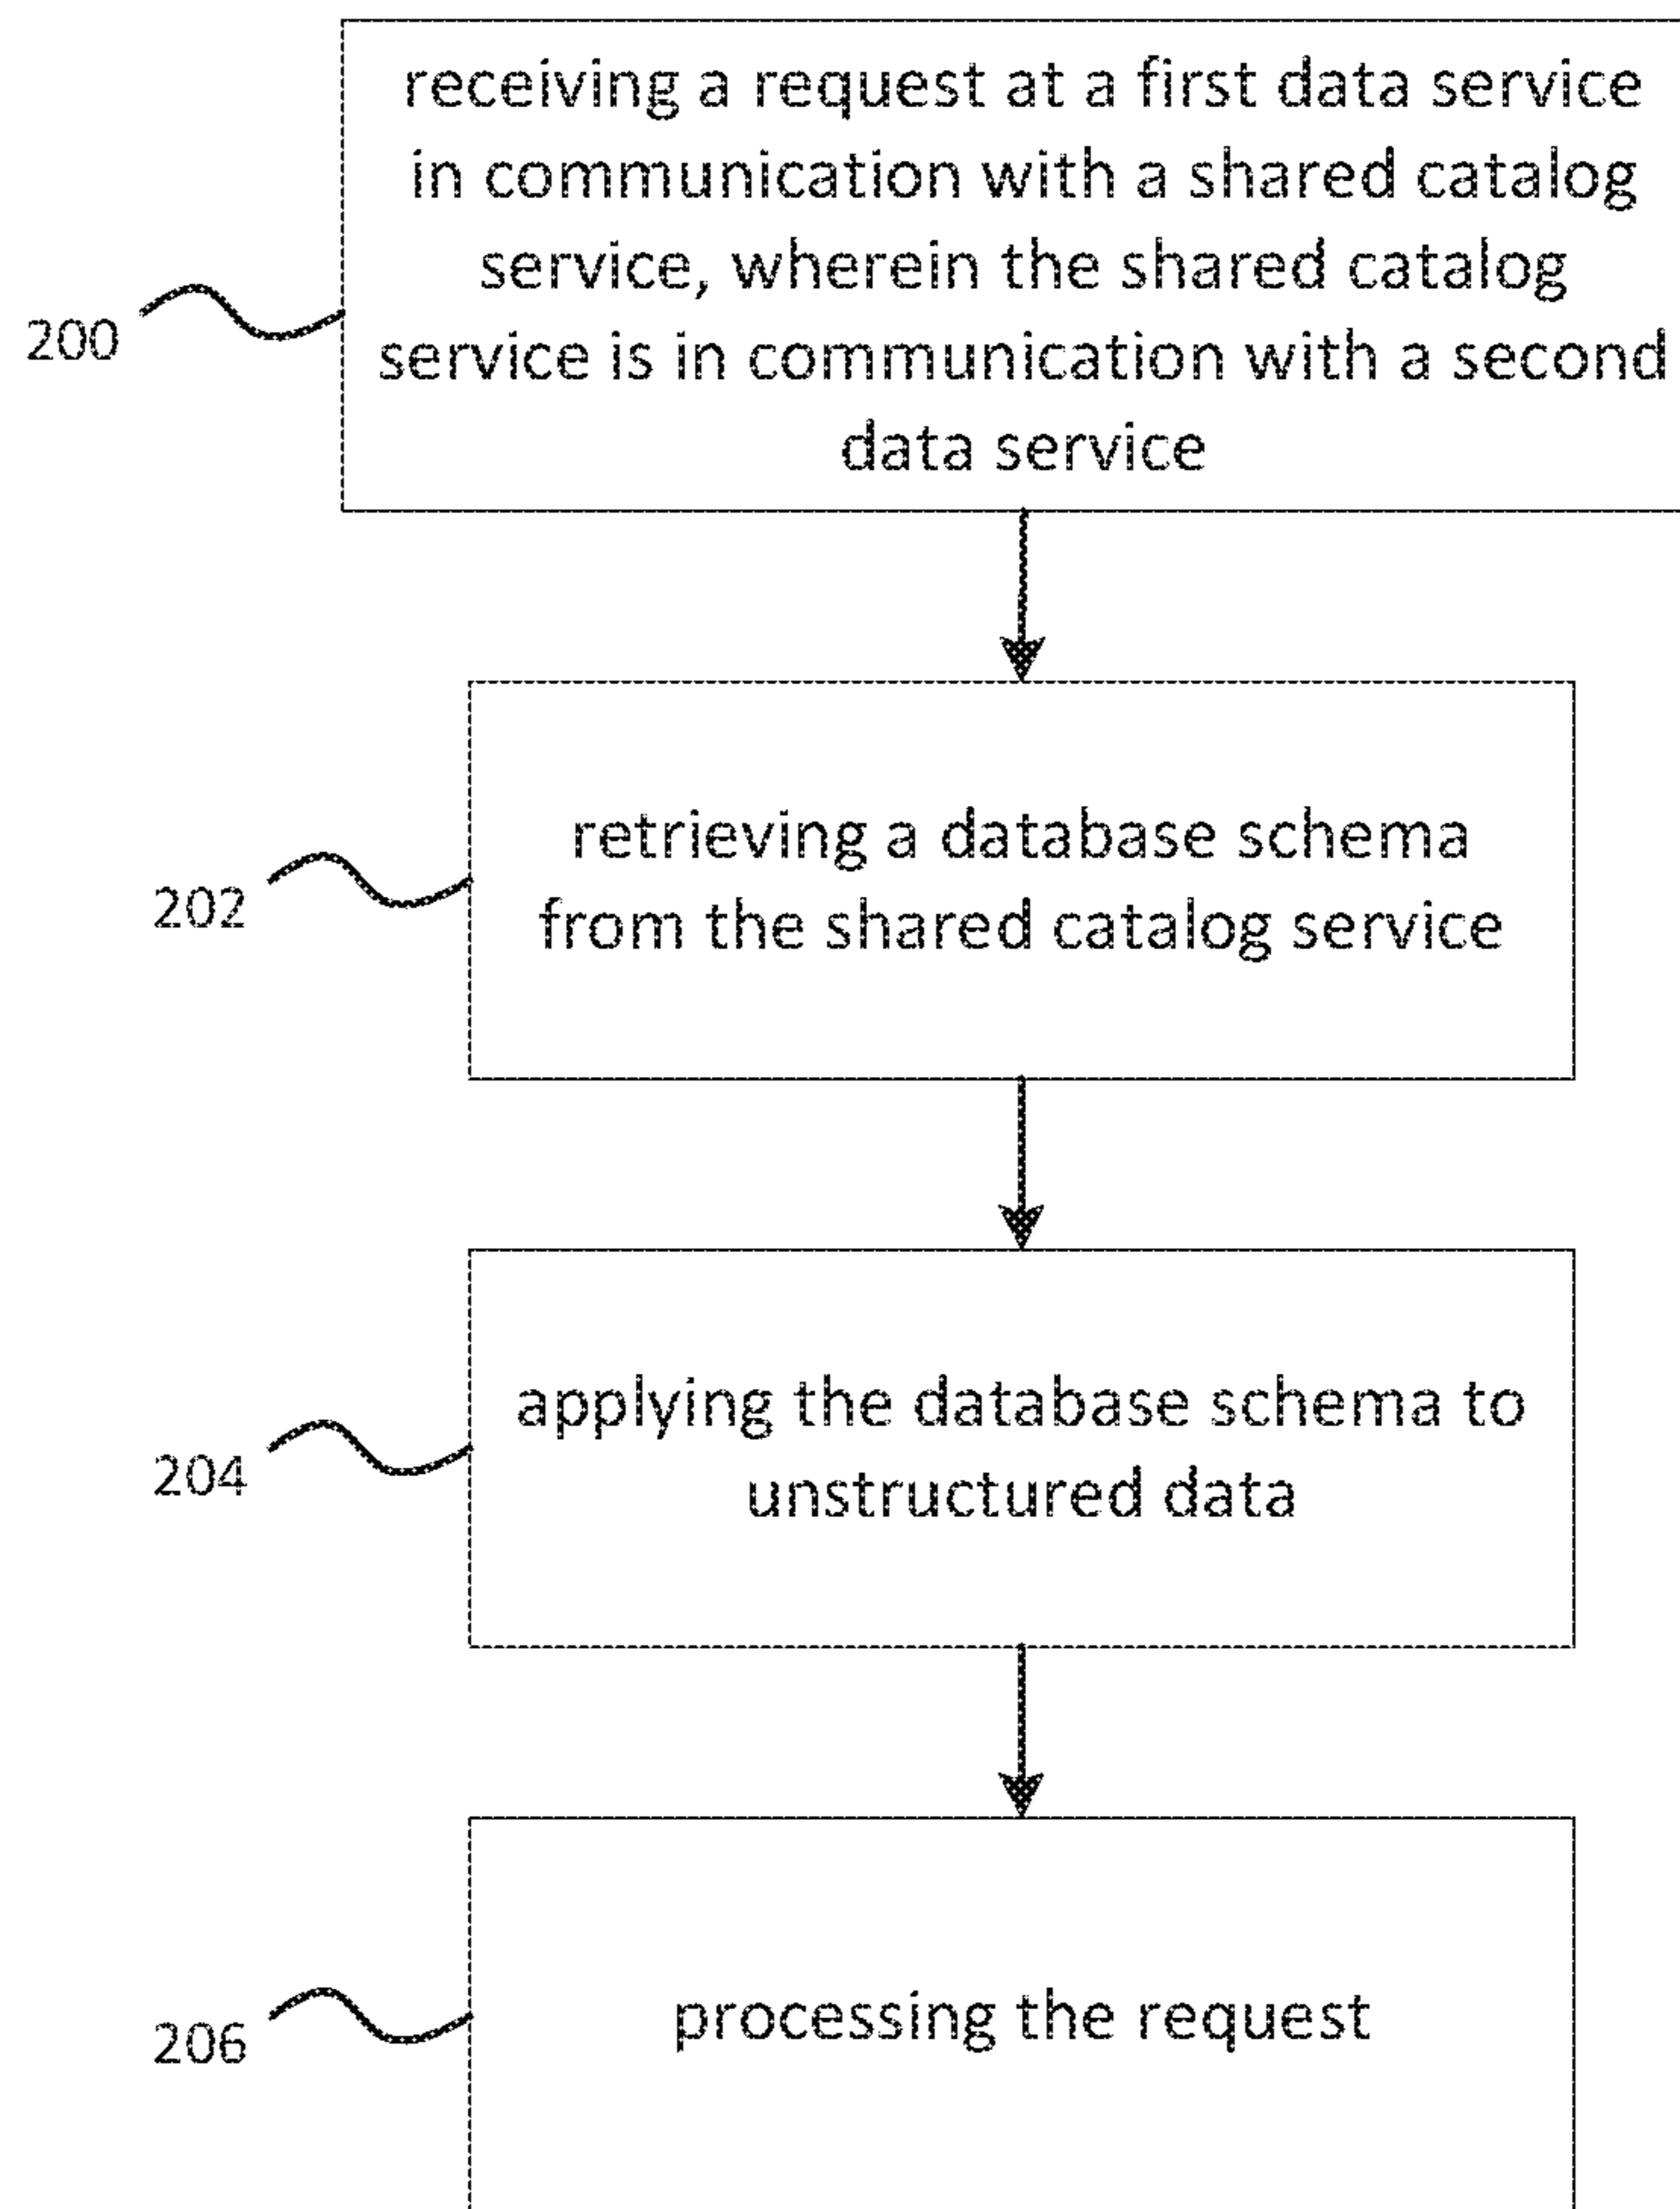 receiving a request at a first data service
in communication with a shared catalog
service, wherein the shared catalog
service is in communication with a second
data service
200
retrieving a database schema
from the shared catalog service
202
applying the database schema to
unstructured data
204
processing the request
206